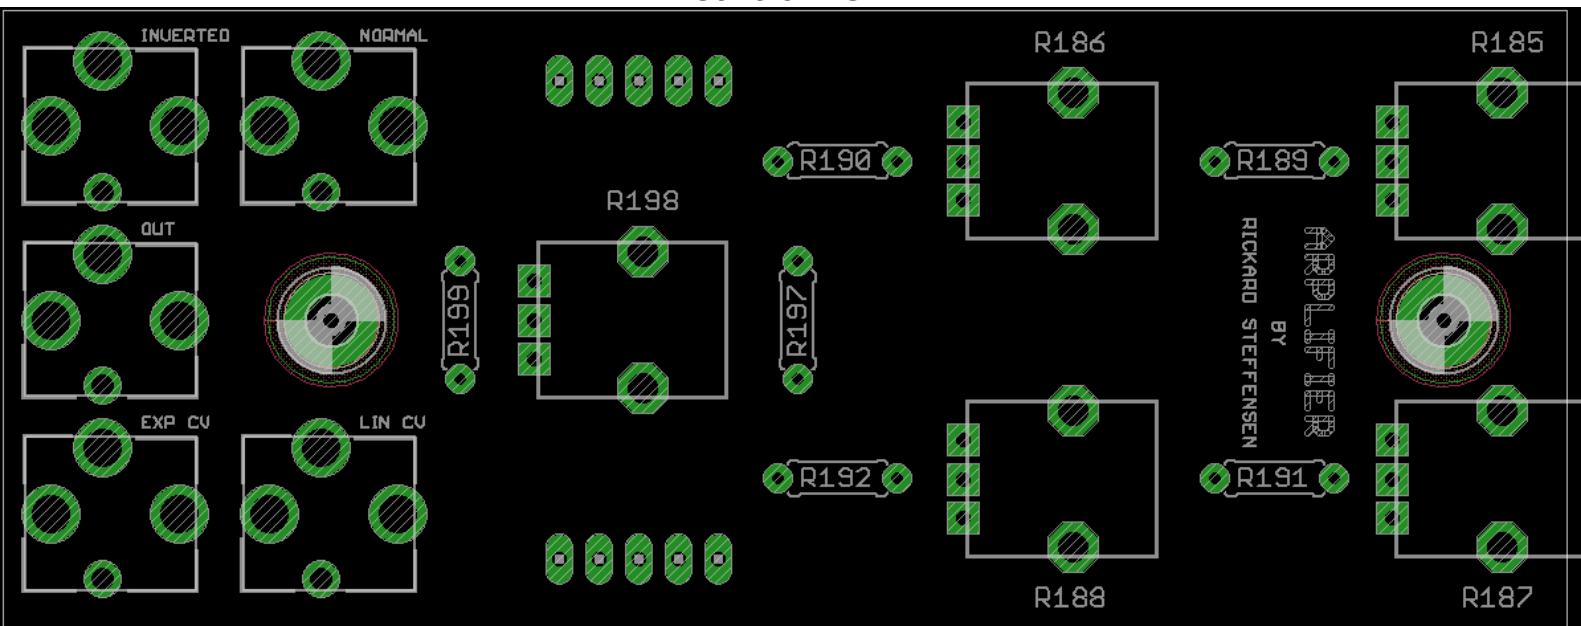 INVERTED
NORMAL
R186
R185
R190
R189
R198
OUT
R199
R197
ARPLIFIER
BY
RICKARD STEFFENSEN
EXP CV
LIN CV
R192
R191
R188
R187